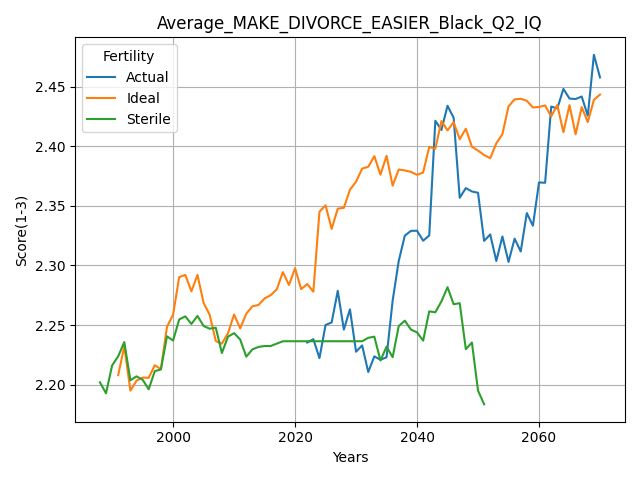 Average_MAKE_DIVORCE_EASIER_Black_Q2_IQ
Fertility
Actual
Ideal
Sterile
Score(1-3)
2.45
2.40
2.35
2.30
2.25
2.20
2000
2020
2040
2060
Years